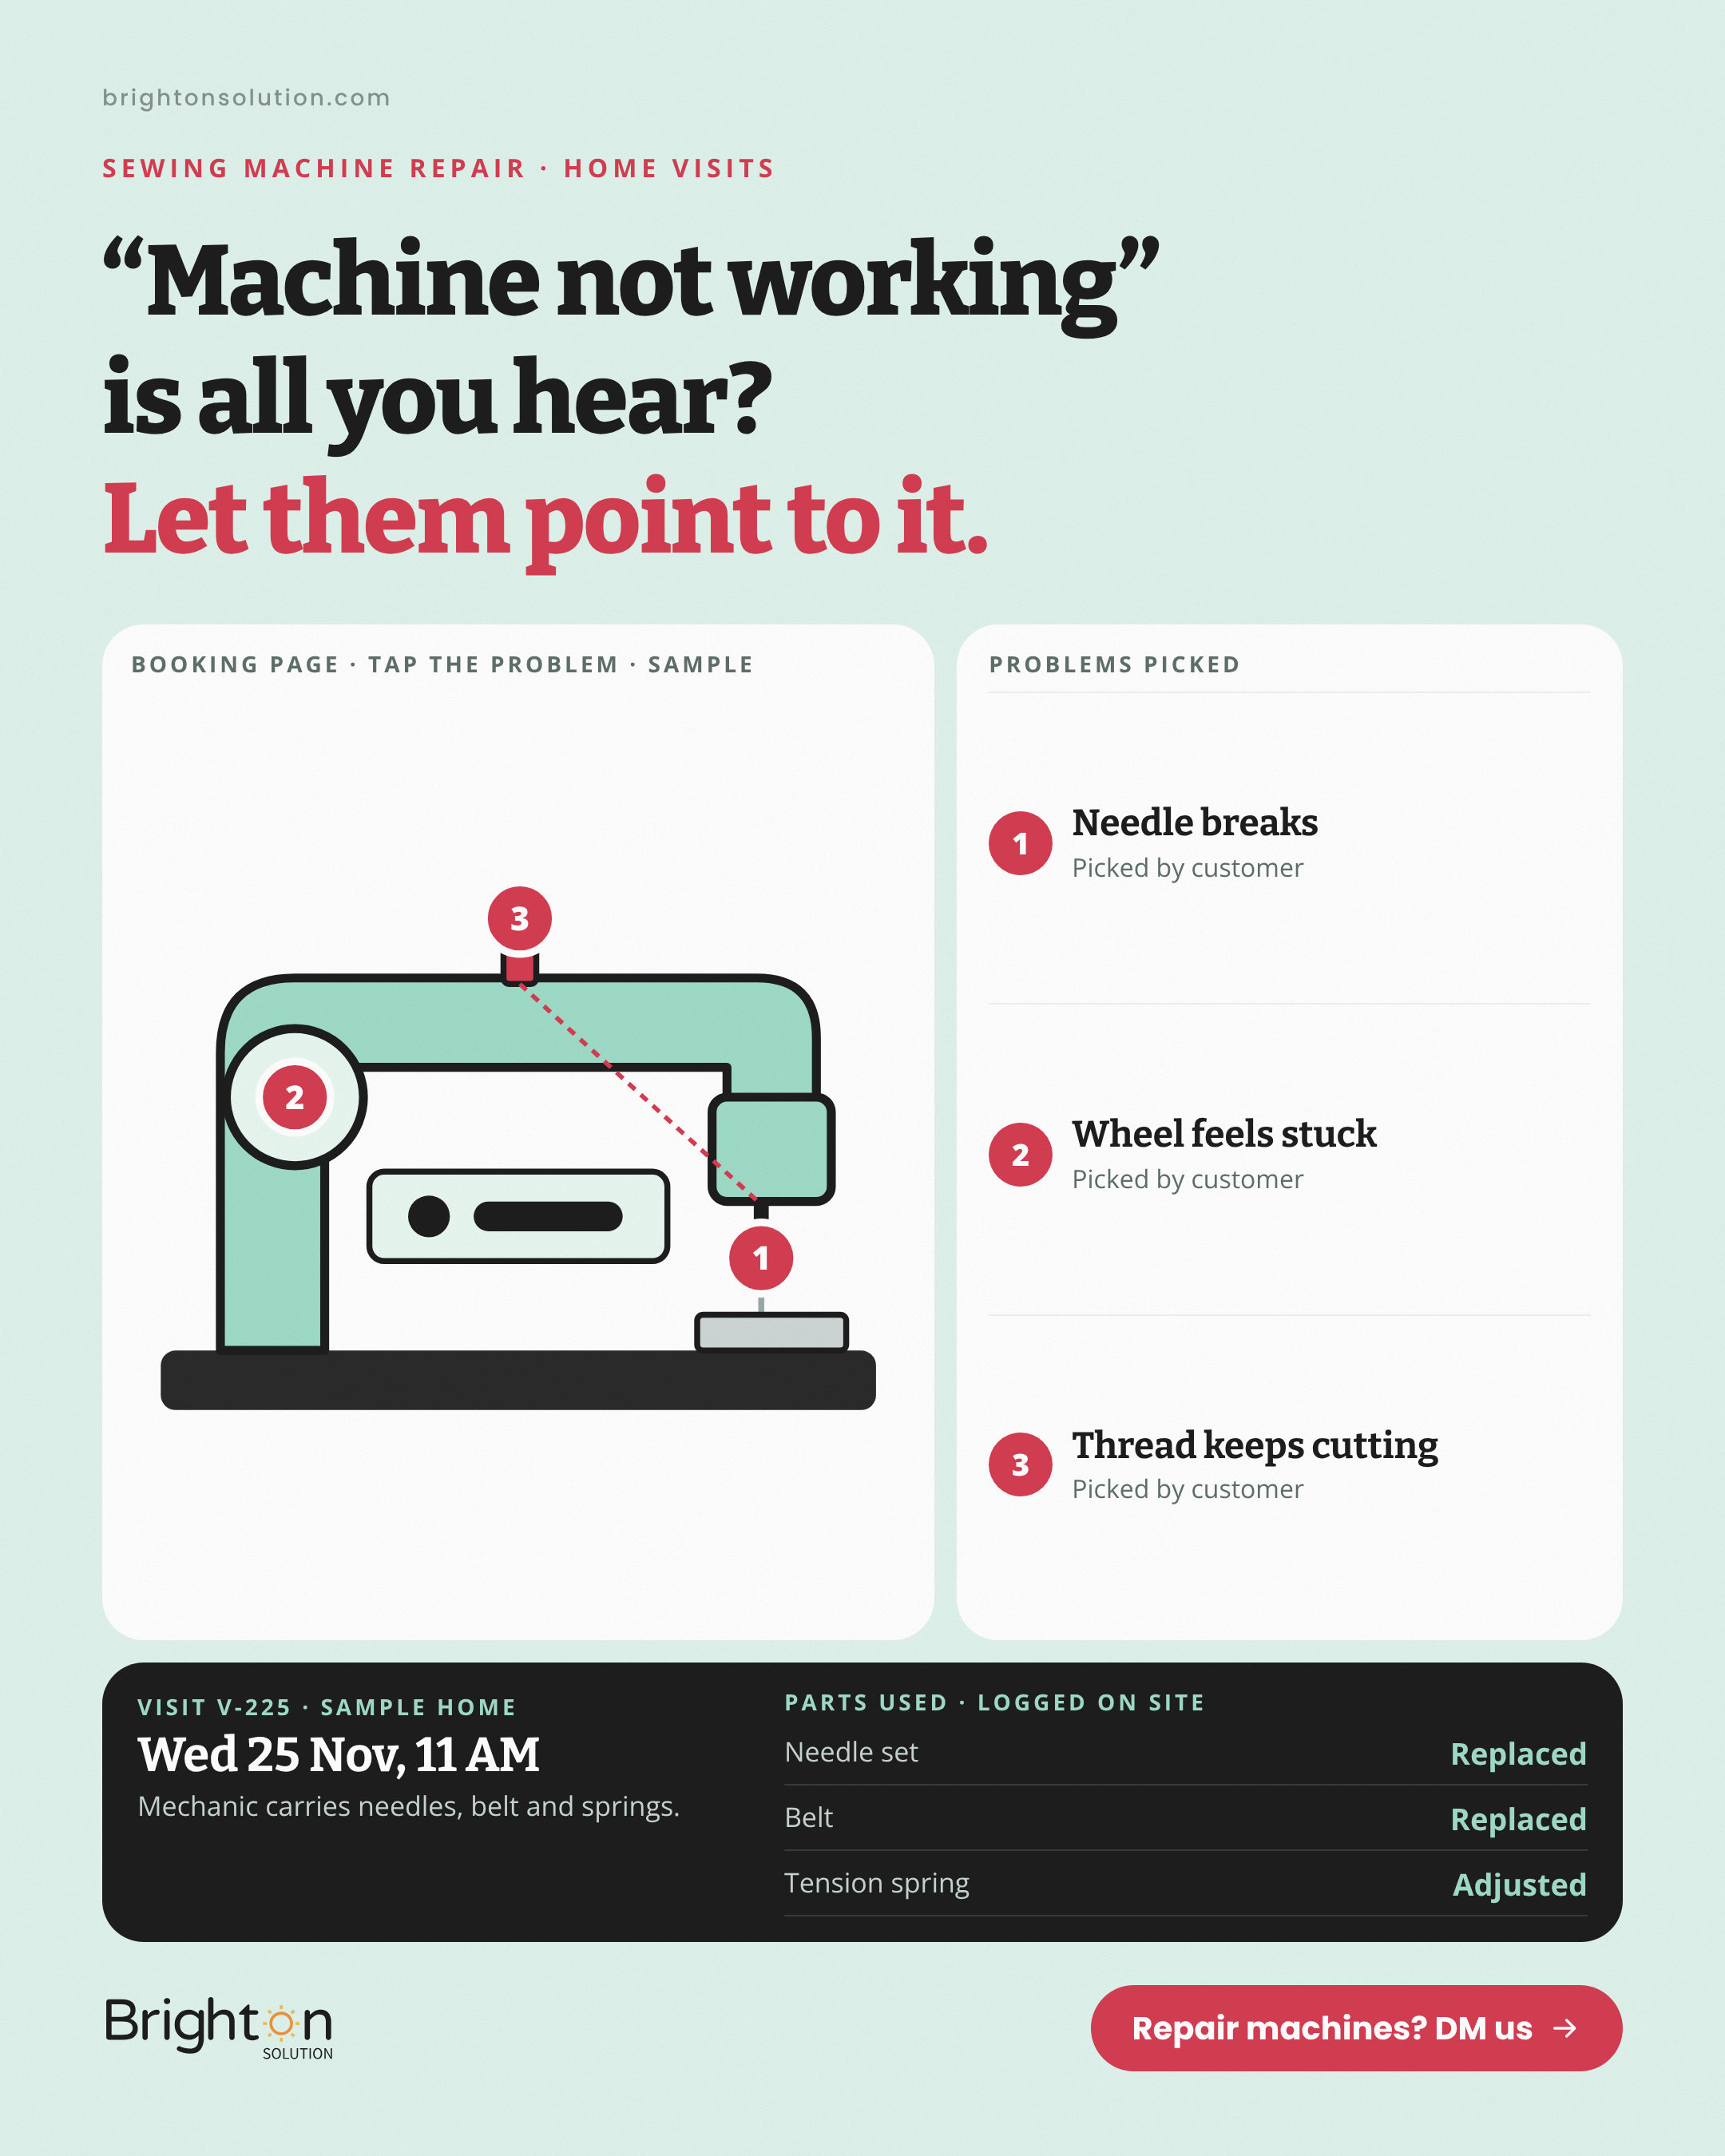 brightonsolution.com
SEWING MACHINE REPAIR · HOME VISITS
“Machine not working”
is all you hear?
Let them point to it.
BOOKING PAGE · TAP THE PROBLEM · SAMPLE
3
2
1
PROBLEMS PICKED
1
Needle breaks
Picked by customer
2
Wheel feels stuck
Picked by customer
3
Thread keeps cutting
Picked by customer
VISIT V-225 · SAMPLE HOME
Wed 25 Nov, 11 AM
Mechanic carries needles, belt and springs.
PARTS USED · LOGGED ON SITE
Needle set Replaced
Belt Replaced
Tension spring Adjusted
Brighton
SOLUTION
Repair machines? DM us →